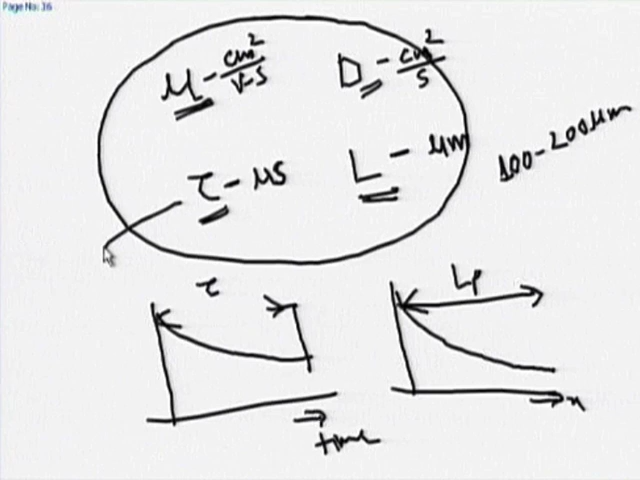 Page No: 36
μ - cm²/V-S D - cm²/S
τ - μS L - μm
100-200μm
τ Lp
time x